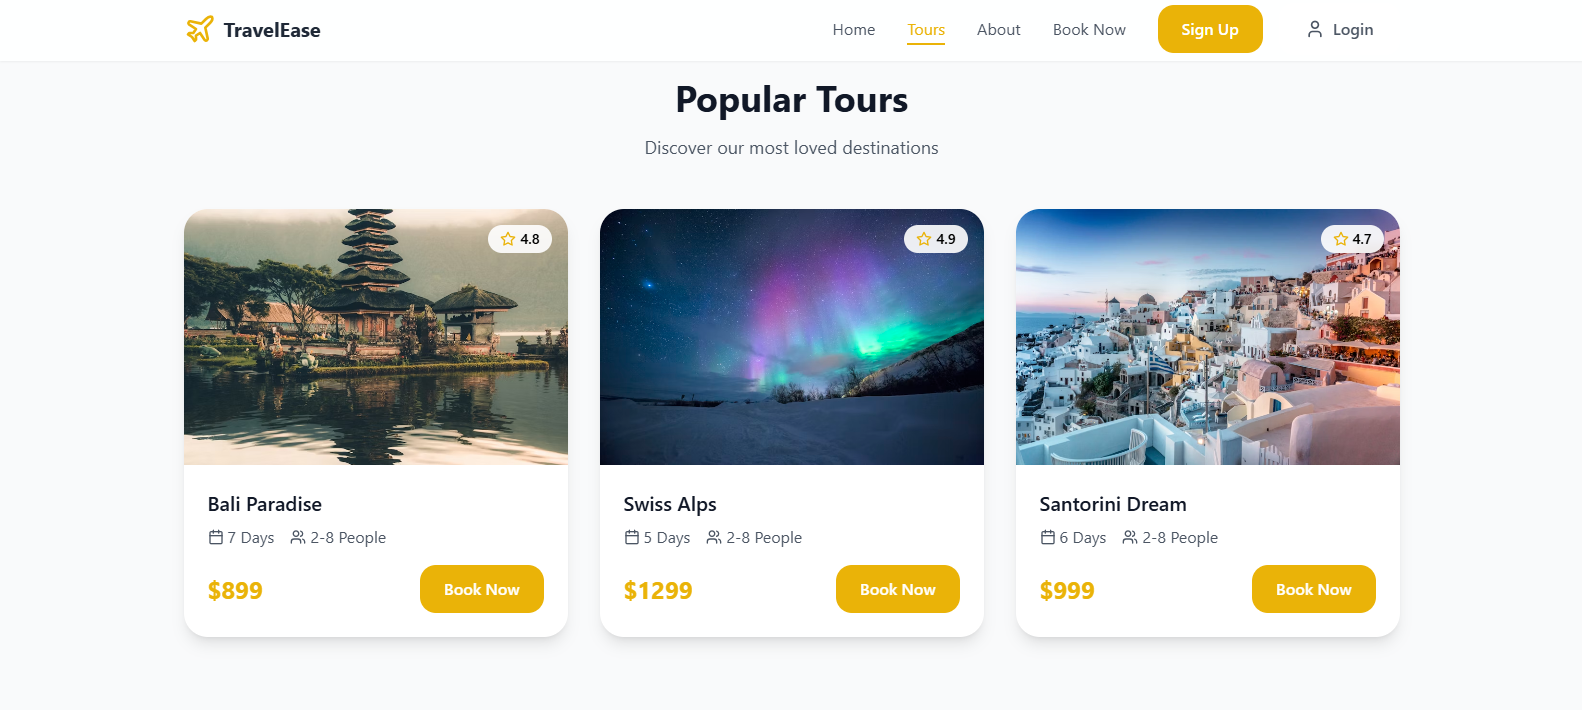 TravelEase Home Tours About Book Now Sign Up Login
Popular Tours
Discover our most loved destinations
4.8
4.9
4.7
Bali Paradise
7 Days 2-8 People
$899 Book Now
Swiss Alps
5 Days 2-8 People
$1299 Book Now
Santorini Dream
6 Days 2-8 People
$999 Book Now